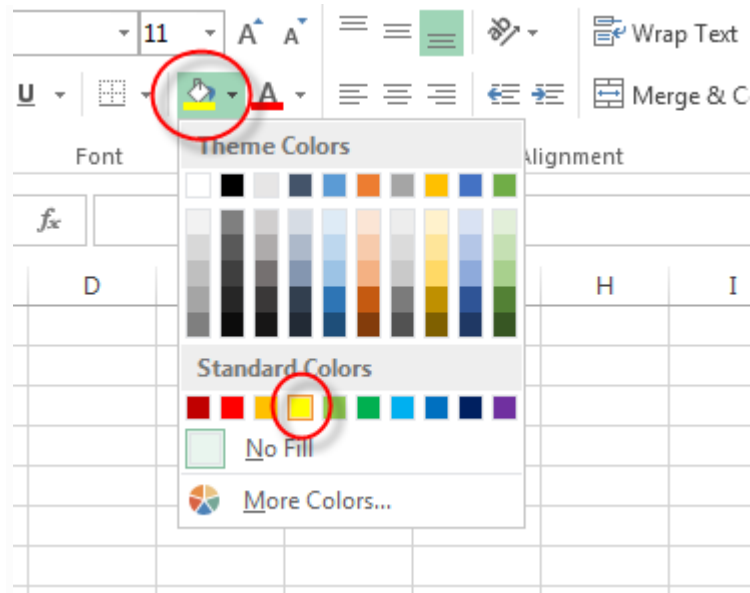 11 A A Wrap Text
U A Merge & C
Font Alignment
Theme Colors
fx
D H I
Standard Colors
No Fill
More Colors...